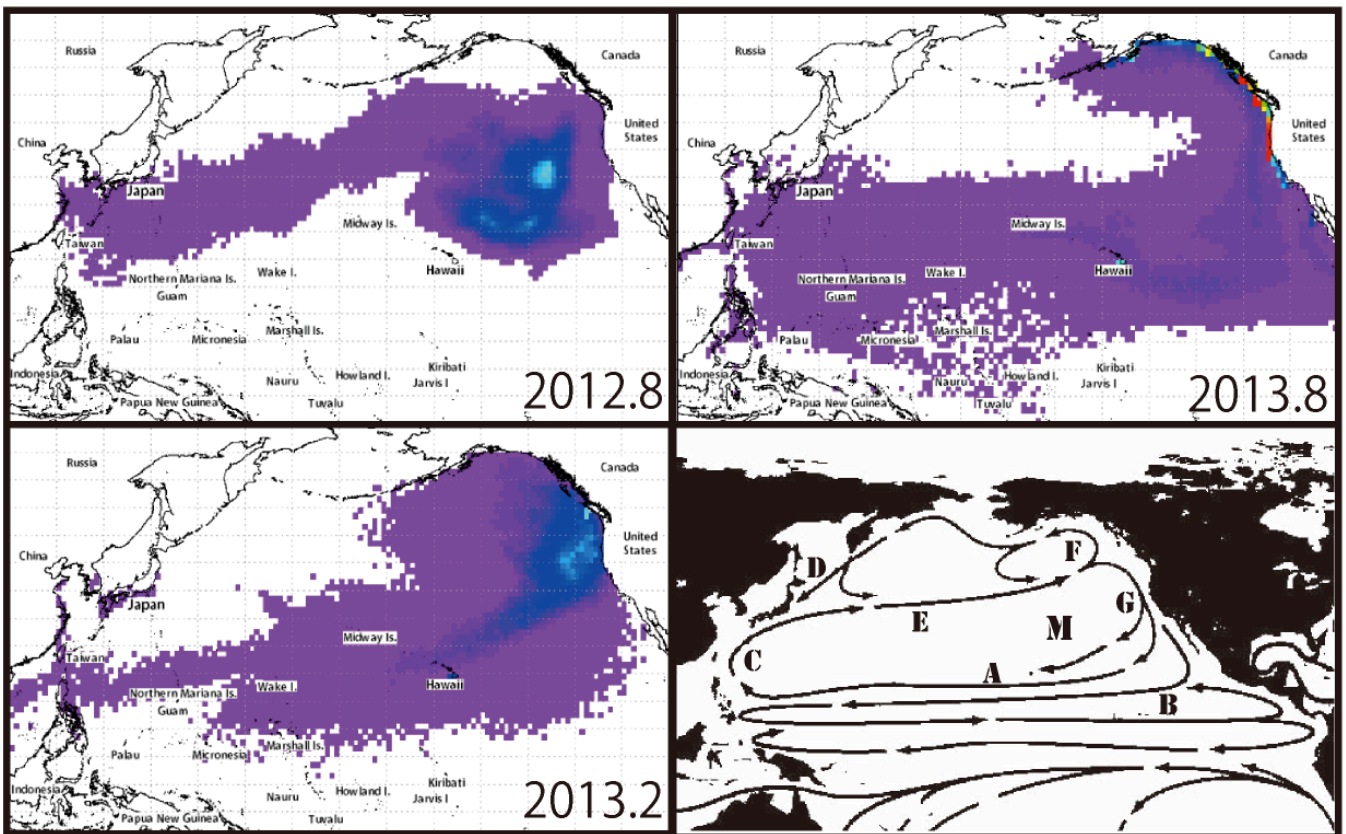 Russia
Canada
United
States
China
Japan
Midway Is.
Taiwan
Hawaii
Northern Mariana Is.
Wake I.
Guam
Marshall Is.
Palau
Micronesia
Kiribati
Indonesia
Nauru
Howland I.
Jarvis I
Papua New Guinea
Tuvalu
2012.8
Russia
Canada
United
States
China
Japan
Midway Is.
Taiwan
Hawaii
Northern Mariana Is.
Wake I.
Guam
Marshall Is.
Palau
Micronesia
Kiribati
Indonesia
Nauru
Howland I.
Jarvis I
Papua New Guinea
Tuvalu
2013.8
Russia
Canada
United
States
China
Japan
Midway Is.
Taiwan
Hawaii
Northern Mariana Is.
Wake I.
Guam
Marshall Is.
Palau
Micronesia
Kiribati
Indonesia
Nauru
Howland I.
Jarvis I
Papua New Guinea
Tuvalu
2013.2
F
D
G
E
M
C
A
B